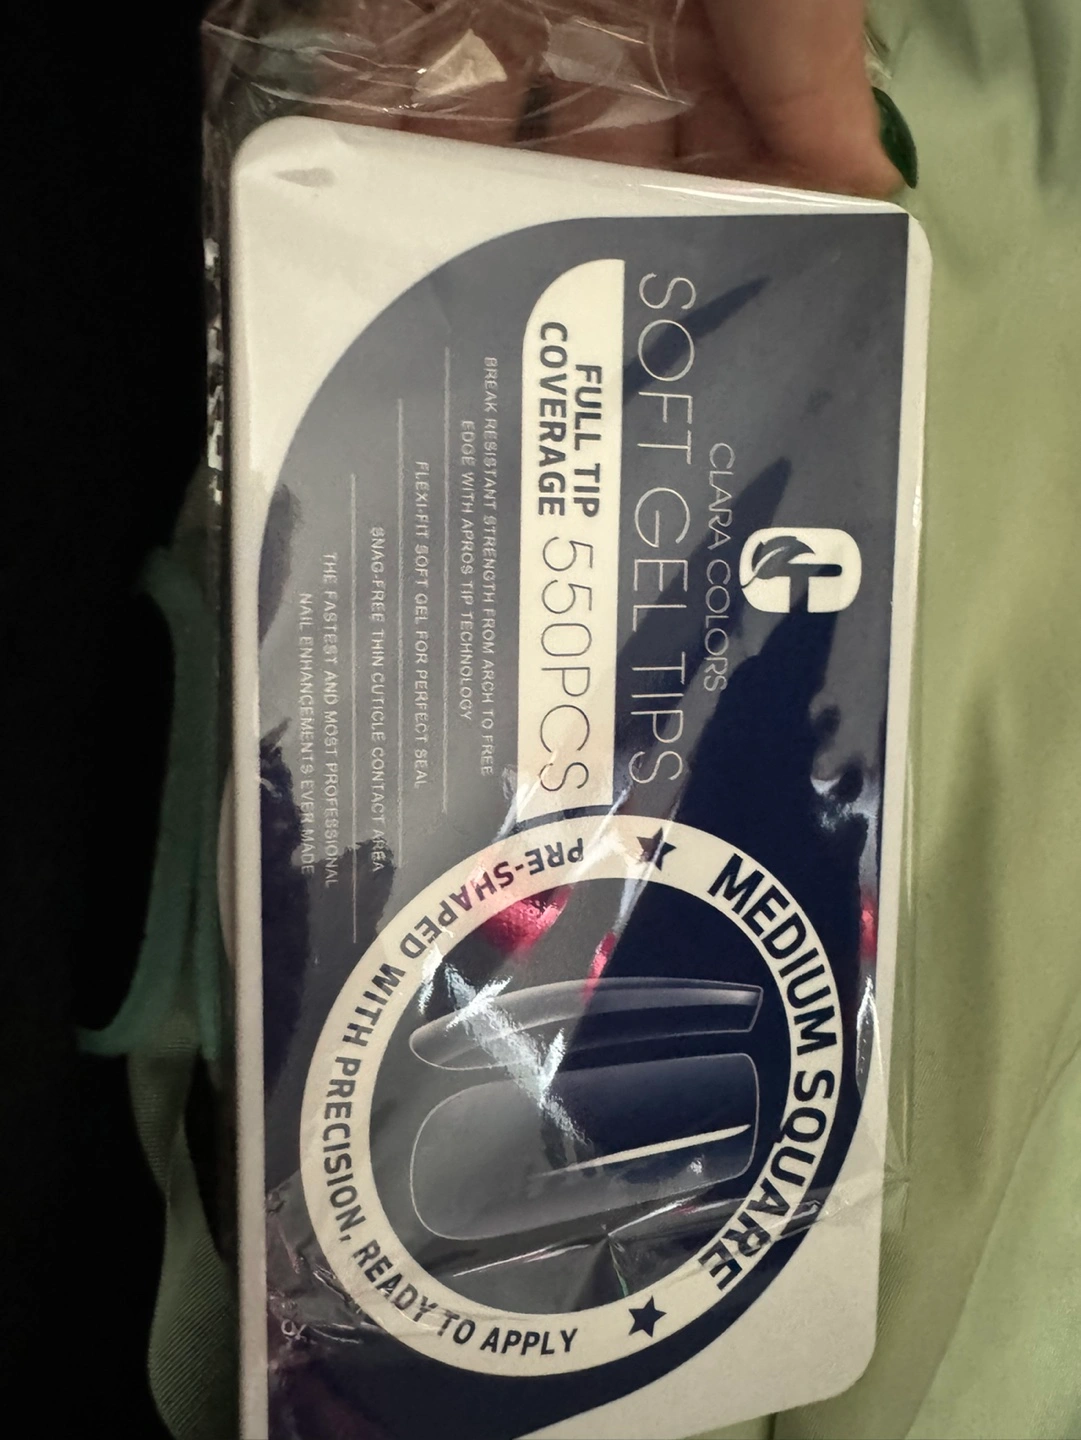 CLARA COLORS
SOFT GEL TIPS
FULL TIP
COVERAGE
550PCS
BREAK RESISTANT STRENGTH FROM ARCH TO FREE
EDGE WITH APROS TIP TECHNOLOGY
FLEXI-FIT SOFT GEL FOR PERFECT SEAL
SNAG-FREE THIN CUTICLE CONTACT AREA
THE FASTEST AND MOST PROFESSIONAL
NAIL ENHANCEMENTS EVER MADE
MEDIUM SQUARE
PRE-SHAPED WITH PRECISION, READY TO APPLY